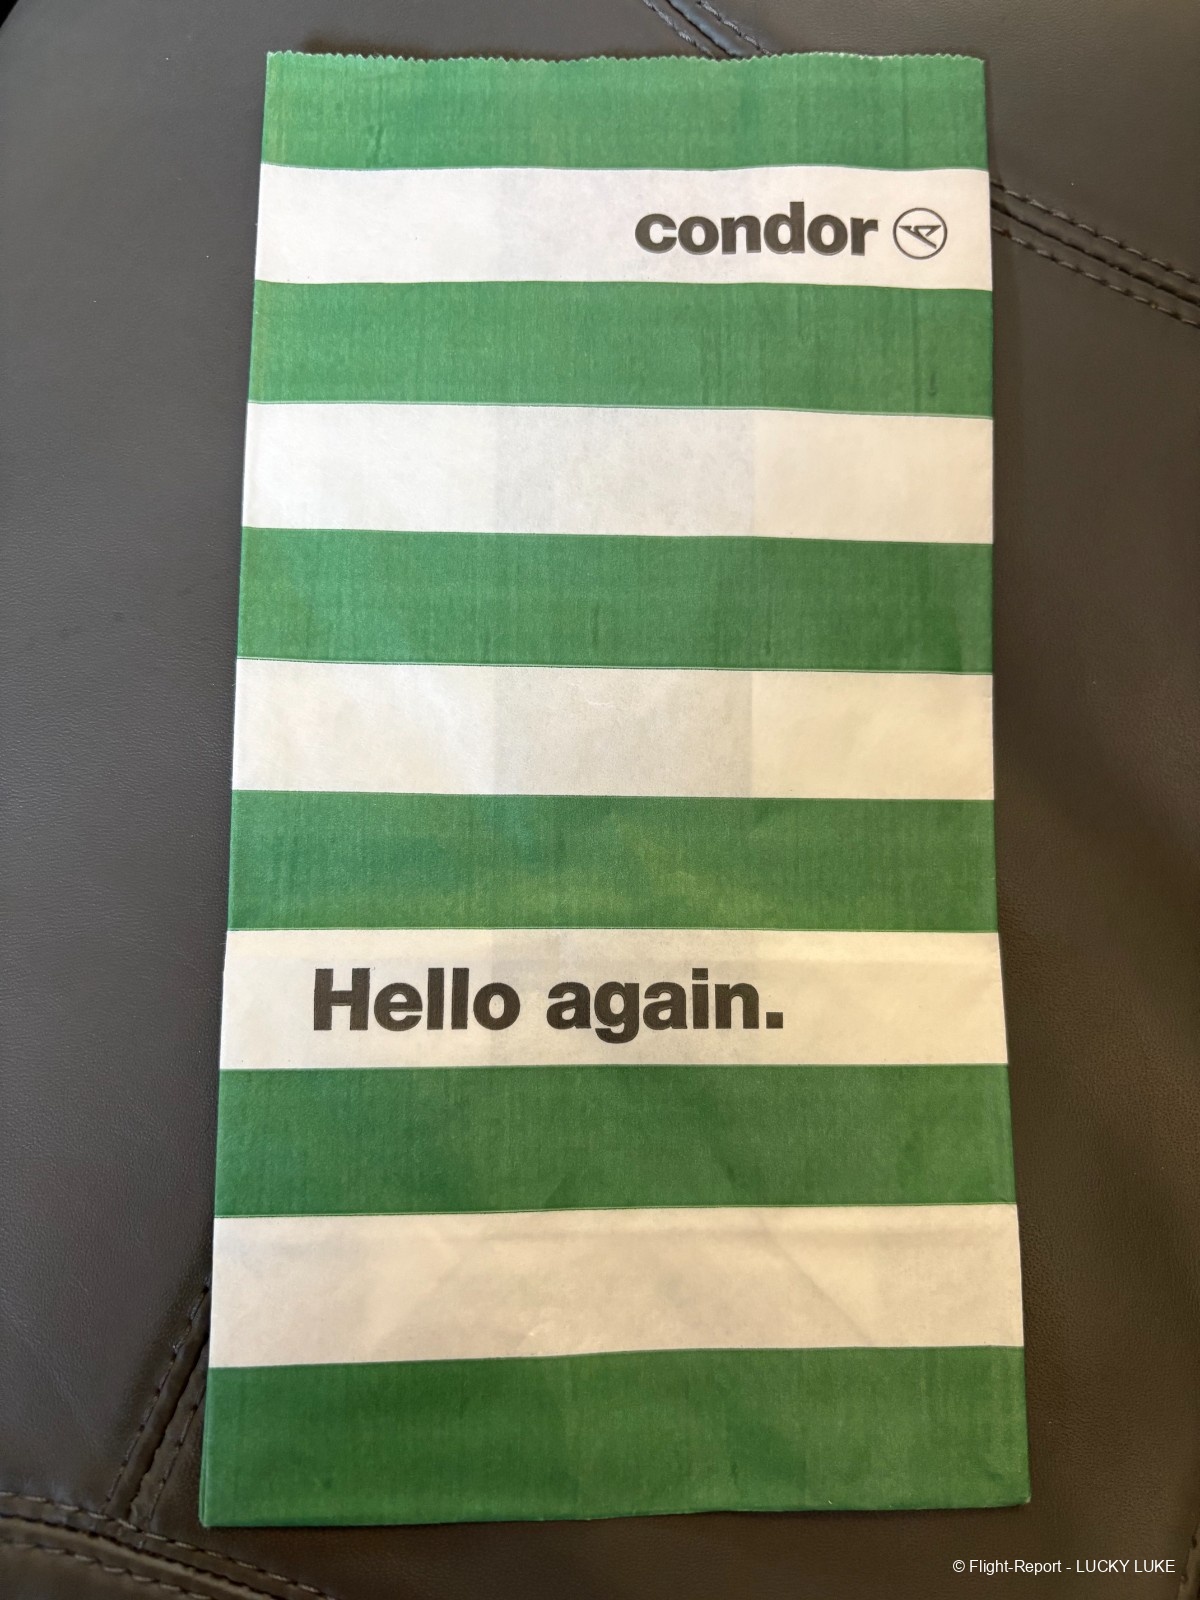 condor
Hello again.
© Flight-Report - LUCKY LUKE